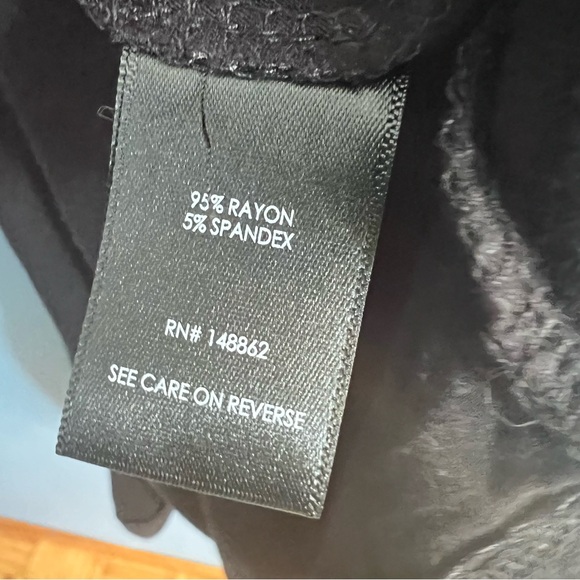 95% RAYON
5% SPANDEX
RN# 148862
SEE CARE ON REVERSE